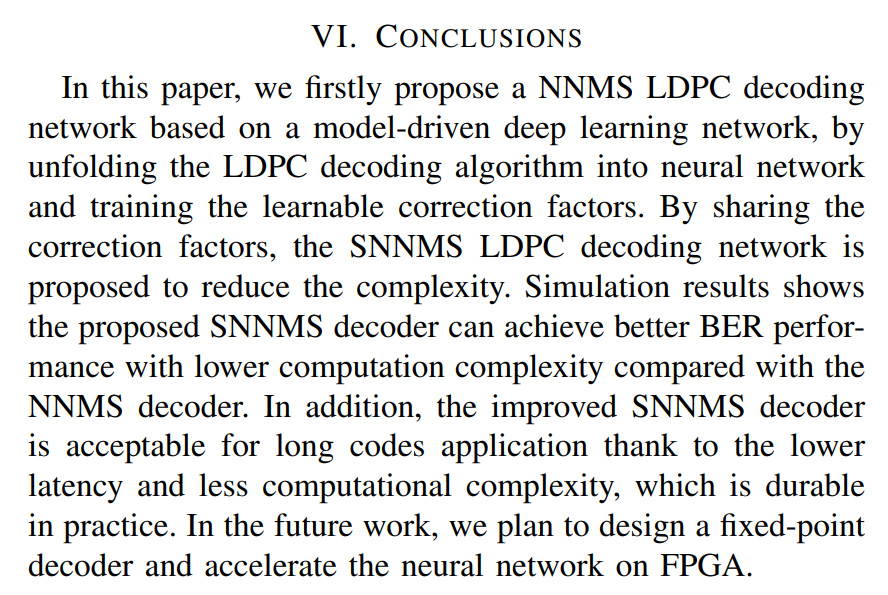 VI. CONCLUSIONS
In this paper, we firstly propose a NNMS LDPC decoding
network based on a model-driven deep learning network, by
unfolding the LDPC decoding algorithm into neural network
and training the learnable correction factors. By sharing the
correction factors, the SNNMS LDPC decoding network is
proposed to reduce the complexity. Simulation results shows
the proposed SNNMS decoder can achieve better BER perfor-
mance with lower computation complexity compared with the
NNMS decoder. In addition, the improved SNNMS decoder
is acceptable for long codes application thank to the lower
latency and less computational complexity, which is durable
in practice. In the future work, we plan to design a fixed-point
decoder and accelerate the neural network on FPGA.